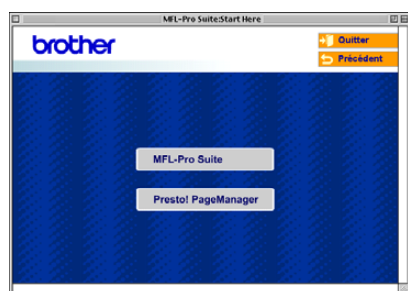 MFL-Pro Suite:Start Here
brother
Quitter
Précédent
MFL-Pro Suite
Presto! PageManager